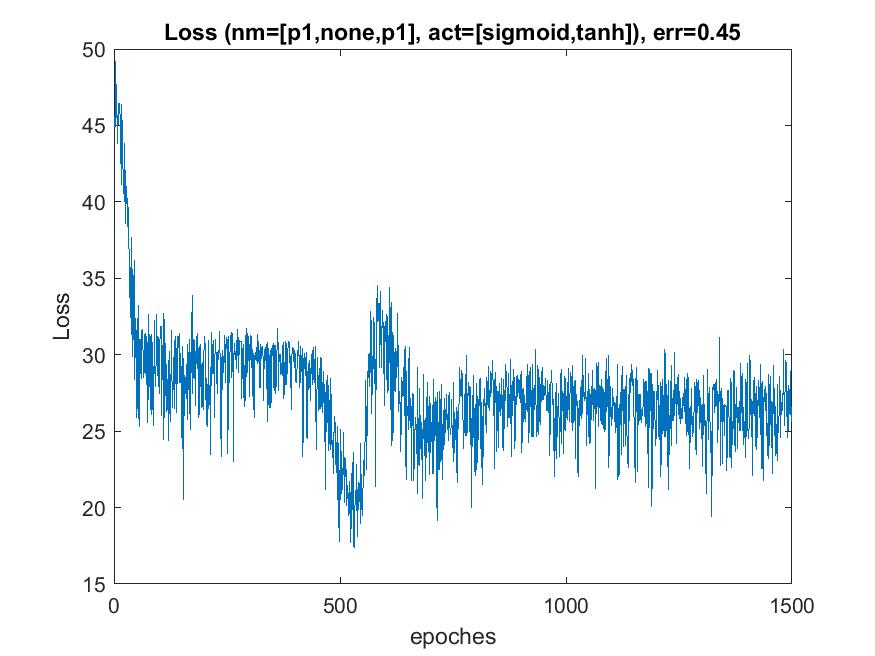 Loss (nm=[p1,none,p1], act=[sigmoid,tanh]), err=0.45
50
45
40
35
30
25
20
15
Loss
0 500 1000 1500
epoches